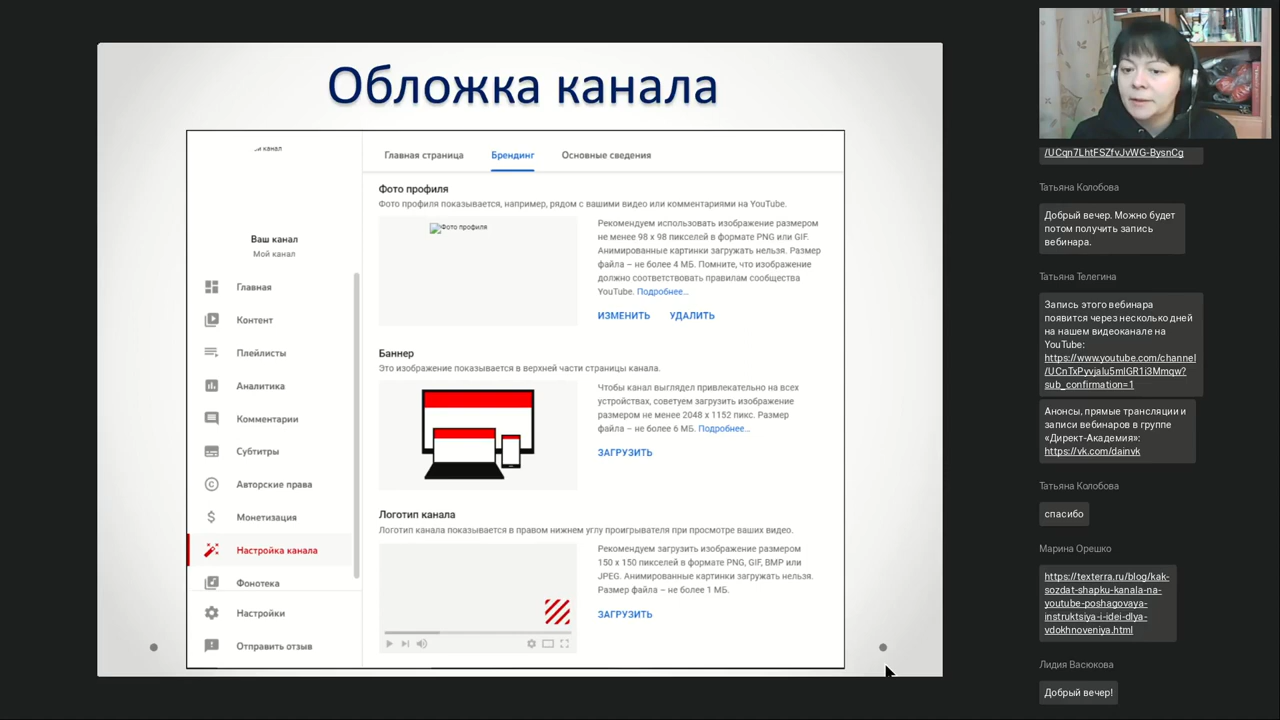 Обложка канала
Главная страница
Брендинг
Основные сведения
й канал
Ваш канал
Мой канал
Главная
Контент
Плейлисты
Аналитика
Комментарии
Субтитры
Авторские права
Монетизация
Настройка канала
Фонотека
Настройки
Отправить отзыв
Фото профиля
Фото профиля показывается, например, рядом с вашими видео или комментариями на YouTube.
Фото профиля
Рекомендуем использовать изображение размером
не менее 98 x 98 пикселей в формате PNG или GIF.
Анимированные картинки загружать нельзя. Размер
файла – не более 4 МБ. Помните, что изображение
должно соответствовать правилам сообщества
YouTube. Подробнее...
ИЗМЕНИТЬ УДАЛИТЬ
Баннер
Это изображение показывается в верхней части страницы канала.
Чтобы канал выглядел привлекательно на всех
устройствах, советуем загрузить изображение
размером не менее 2048 x 1152 пикс. Размер
файла – не более 6 МБ. Подробнее...
ЗАГРУЗИТЬ
Логотип канала
Логотип канала показывается в правом нижнем углу проигрывателя при просмотре ваших видео.
Рекомендуем загрузить изображение размером
150 x 150 пикселей в формате PNG, GIF, BMP или
JPEG. Анимированные картинки загружать нельзя.
Размер файла – не более 1 МБ.
ЗАГРУЗИТЬ
/UCqn7LhtFSZfvJvWG-BysnCg
Татьяна Колобова
Добрый вечер. Можно будет
потом получить запись
вебинара.
Татьяна Телегина
Запись этого вебинара
появится через несколько дней
на нашем видеоканале на
YouTube:
https://www.youtube.com/channel
/UCnTxPyvjaIu5mIGR1i3Mmqw?
sub_confirmation=1
Анонсы, прямые трансляции и
записи вебинаров в группе
«Директ-Академия»:
https://vk.com/dainvk
Татьяна Колобова
спасибо
Марина Орешко
https://texterra.ru/blog/kak-
sozdat-shapku-kanala-na-
youtube-poshagovaya-
instruktsiya-i-idei-dlya-
vdokhnoveniya.html
Лидия Васюкова
Добрый вечер!